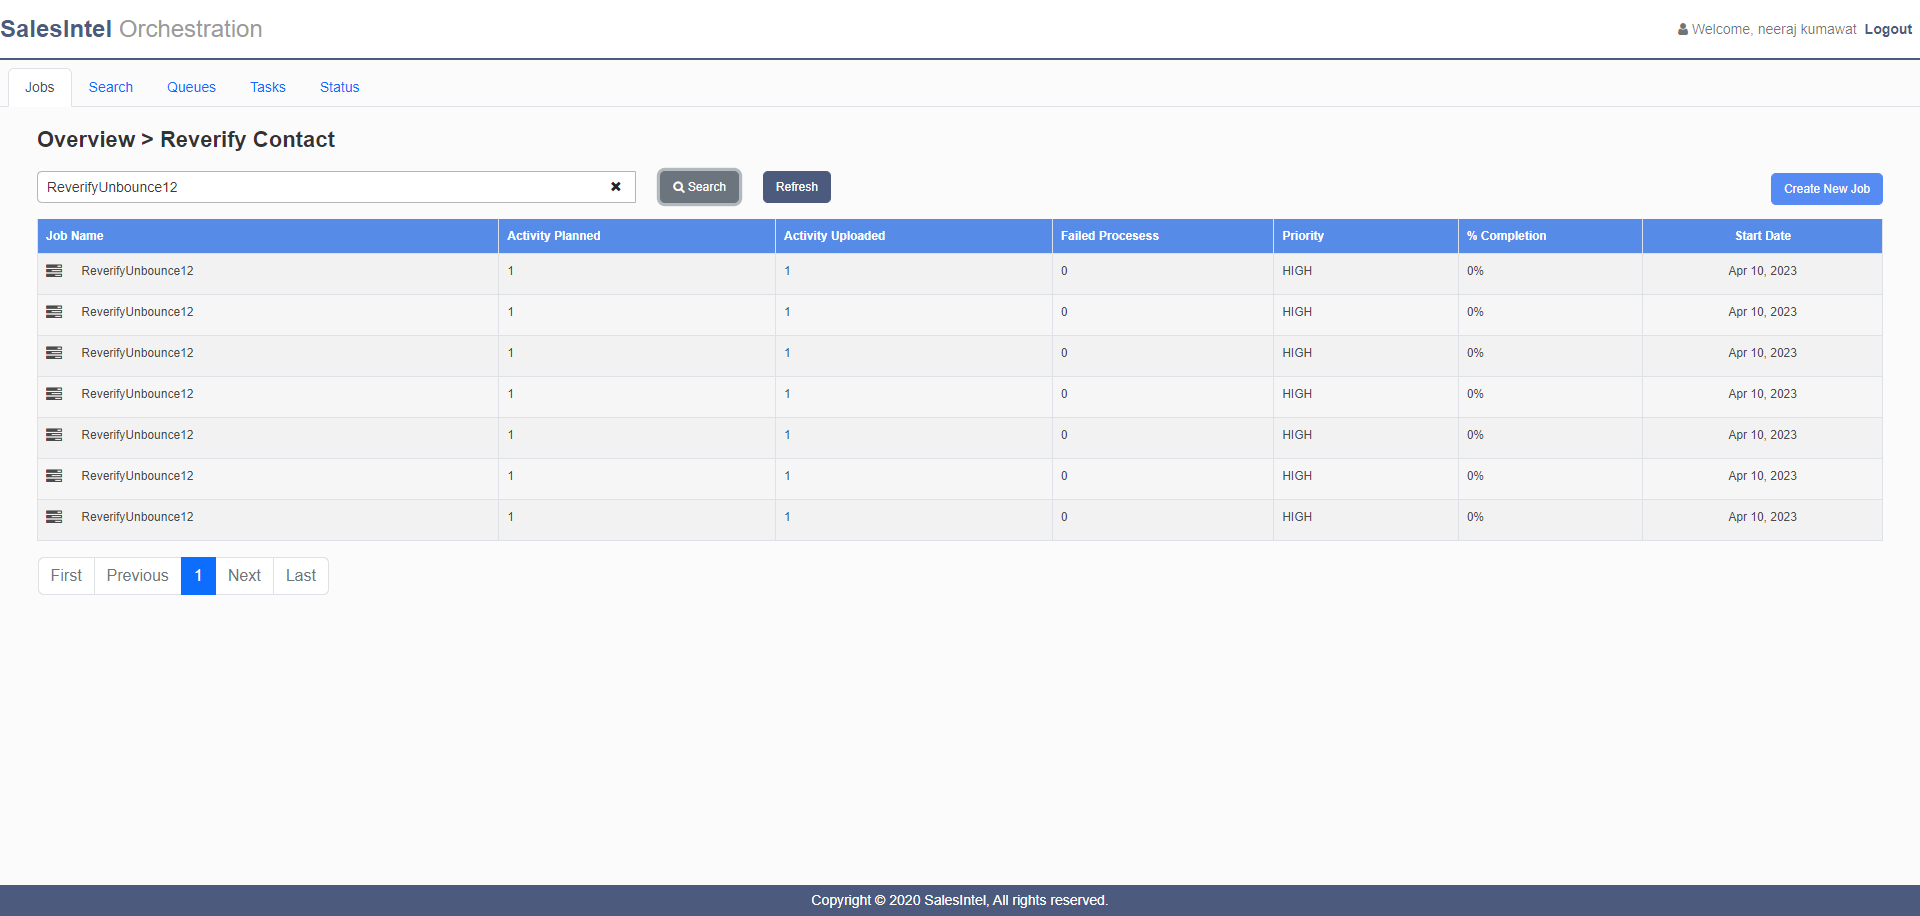 SalesIntel Orchestration
Welcome, neeraj kumawat Logout
Jobs Search Queues Tasks Status
Overview > Reverify Contact
ReverifyUnbounce12 Search Refresh Create New Job
Job Name Activity Planned Activity Uploaded Failed Procesess Priority % Completion Start Date
ReverifyUnbounce12 1 1 0 HIGH 0% Apr 10, 2023
ReverifyUnbounce12 1 1 0 HIGH 0% Apr 10, 2023
ReverifyUnbounce12 1 1 0 HIGH 0% Apr 10, 2023
ReverifyUnbounce12 1 1 0 HIGH 0% Apr 10, 2023
ReverifyUnbounce12 1 1 0 HIGH 0% Apr 10, 2023
ReverifyUnbounce12 1 1 0 HIGH 0% Apr 10, 2023
ReverifyUnbounce12 1 1 0 HIGH 0% Apr 10, 2023
First Previous 1 Next Last
Copyright © 2020 SalesIntel, All rights reserved.